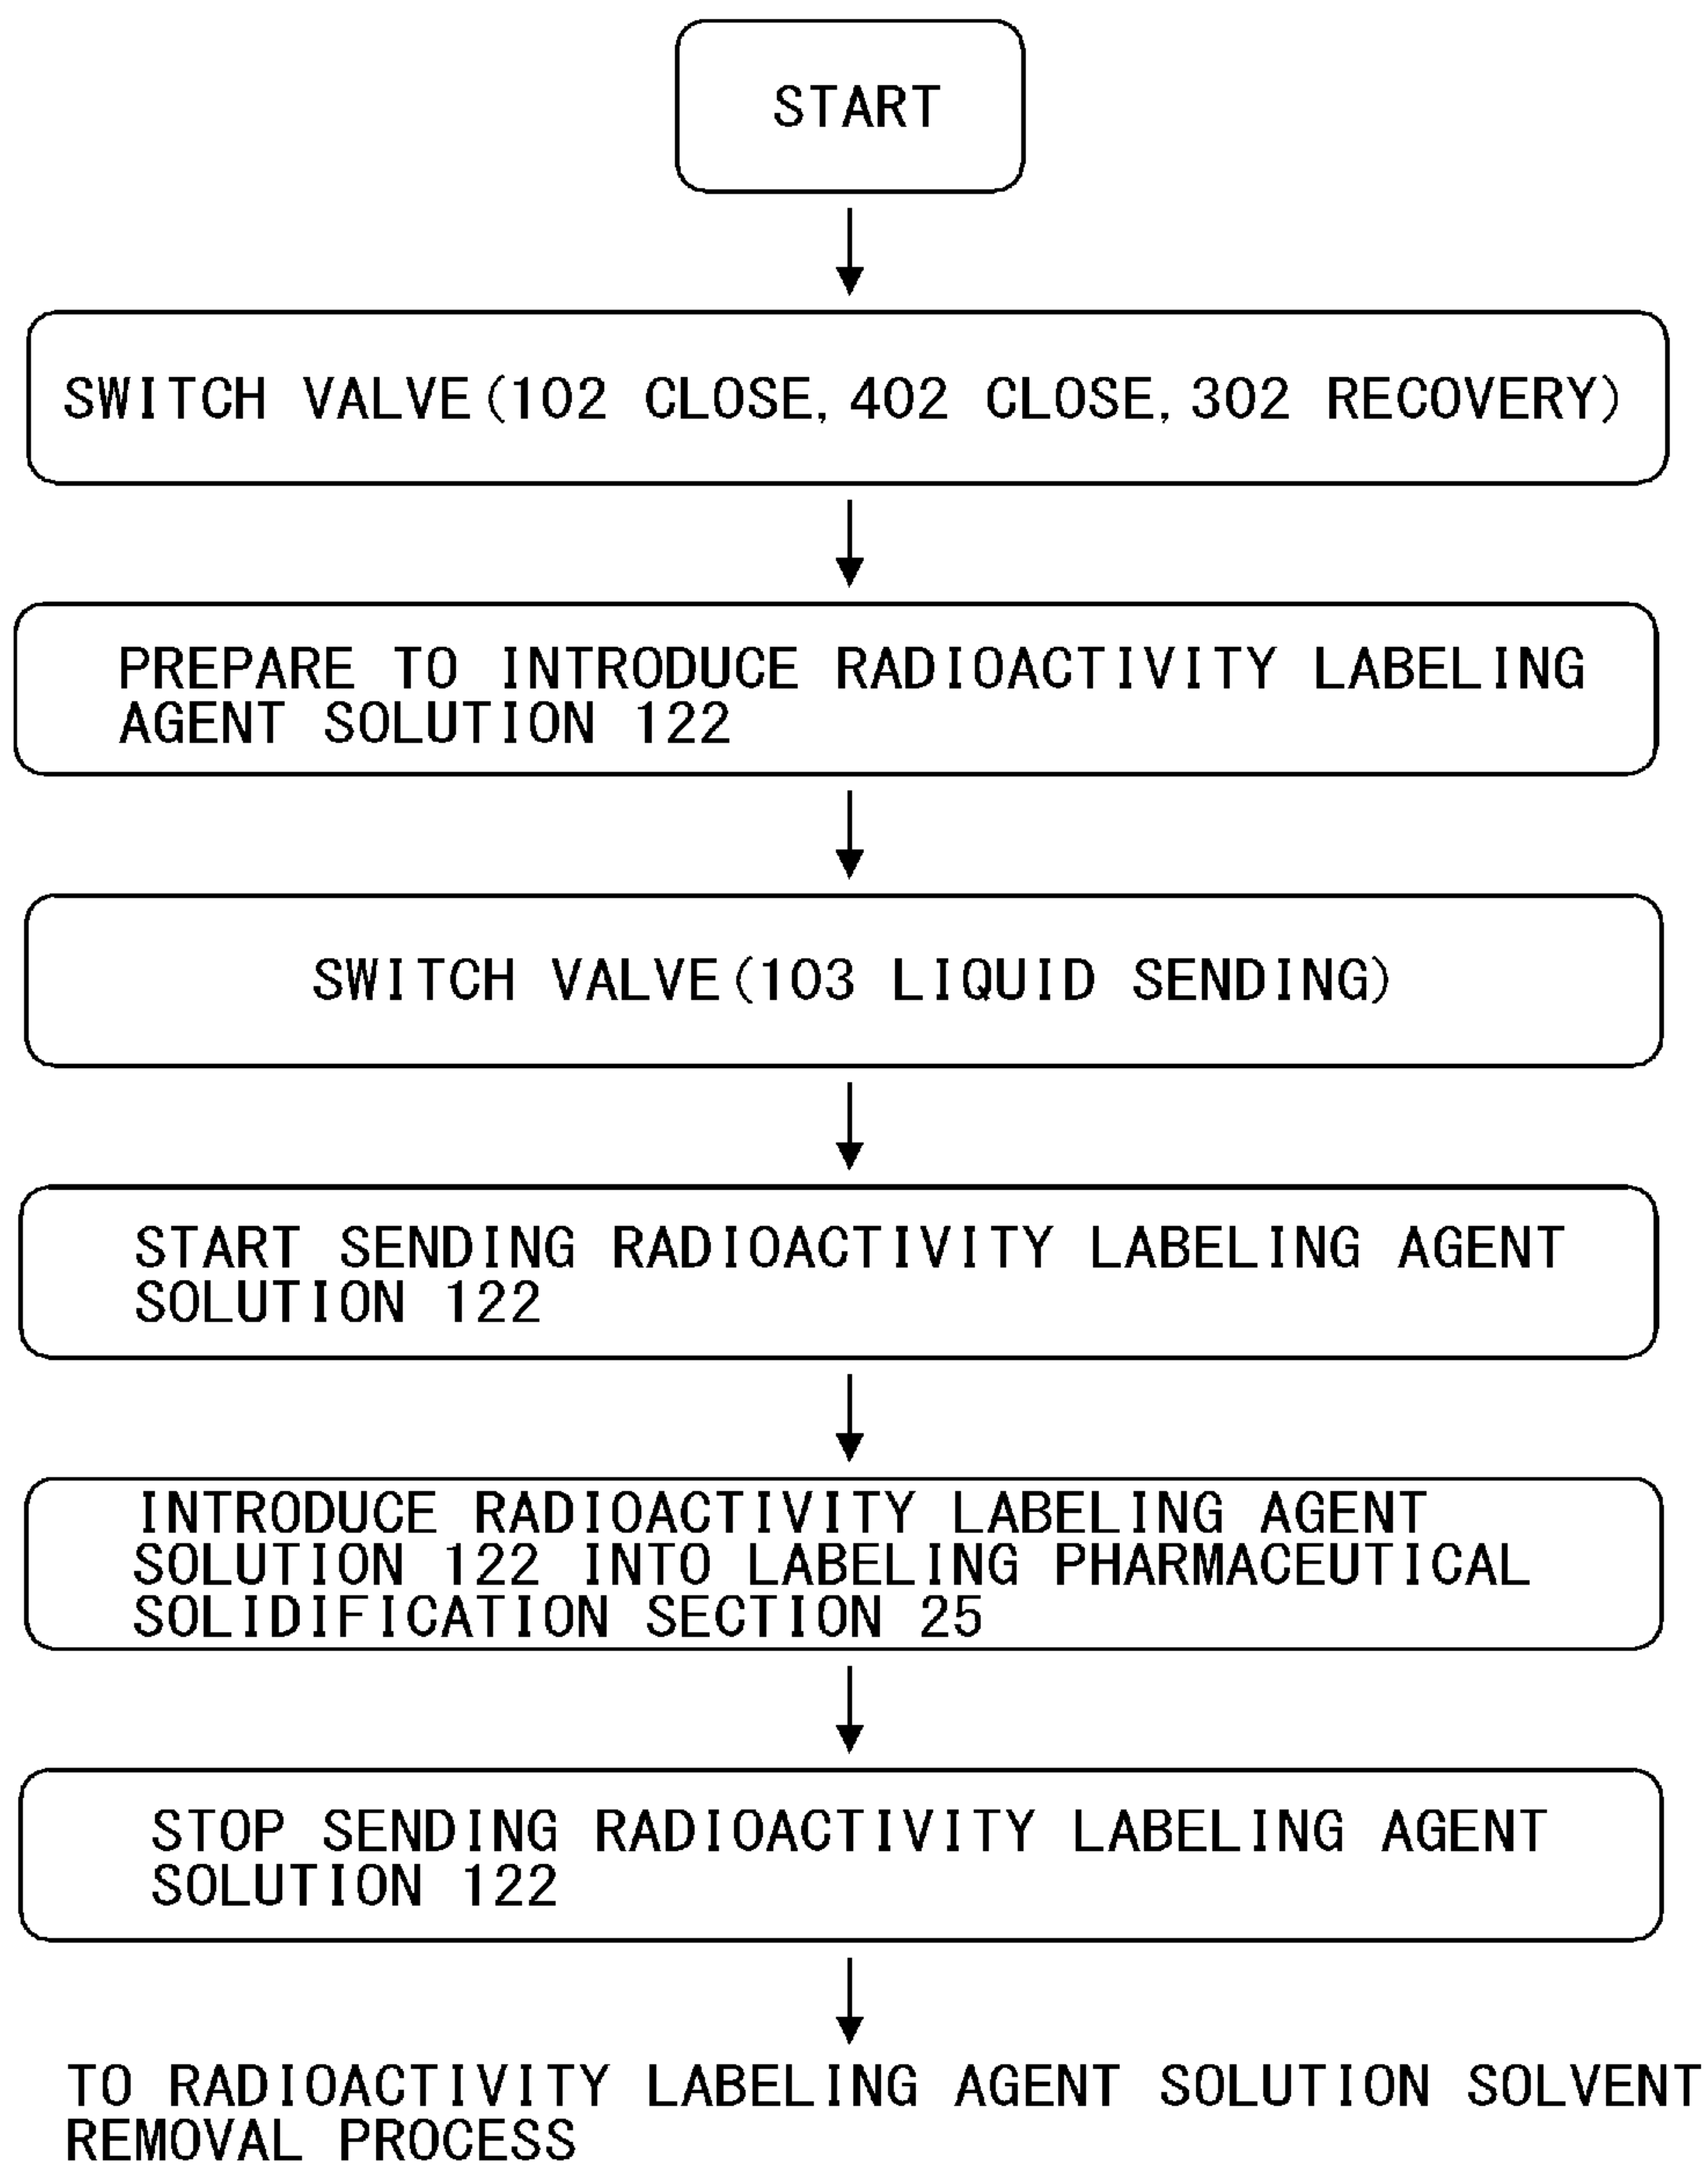 START
SWITCH VALVE(102 CLOSE, 402 CLOSE, 302 RECOVERY)
PREPARE TO INTRODUCE RADIOACTIVITY LABELING
AGENT SOLUTION 122
SWITCH VALVE(103 LIQUID SENDING)
START SENDING RADIOACTIVITY LABELING AGENT
SOLUTION 122
INTRODUCE RADIOACTIVITY LABELING AGENT
SOLUTION 122 INTO LABELING PHARMACEUTICAL
SOLIDIFICATION SECTION 25
STOP SENDING RADIOACTIVITY LABELING AGENT
SOLUTION 122
TO RADIOACTIVITY LABELING AGENT SOLUTION SOLVENT
REMOVAL PROCESS